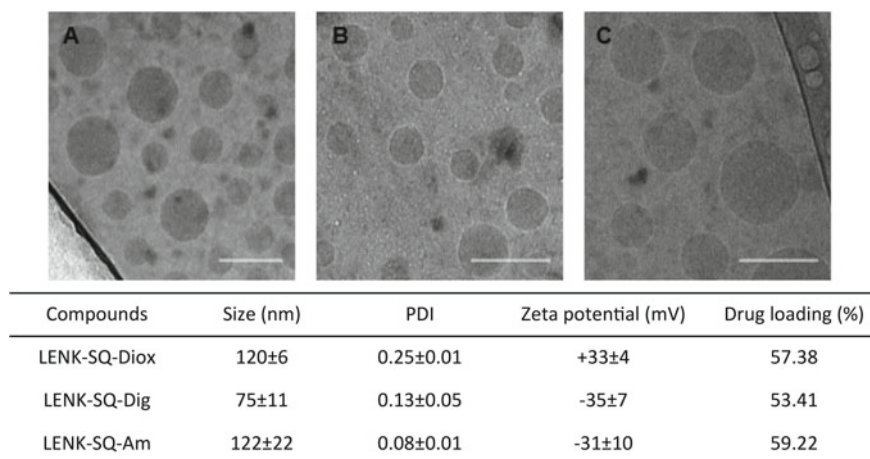 A B C
Compounds Size (nm) PDI Zeta potential (mV) Drug loading (%)
LENK-SQ-Diox 120±6 0.25±0.01 +33±4 57.38
LENK-SQ-Dig 75±11 0.13±0.05 -35±7 53.41
LENK-SQ-Am 122±22 0.08±0.01 -31±10 59.22